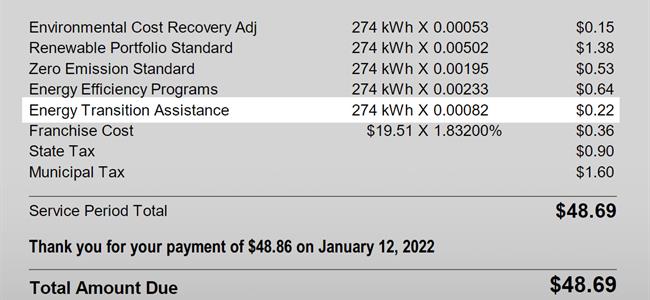 Environmental Cost Recovery Adj 274 kWh X 0.00053 $0.15
Renewable Portfolio Standard 274 kWh X 0.00502 $1.38
Zero Emission Standard 274 kWh X 0.00195 $0.53
Energy Efficiency Programs 274 kWh X 0.00233 $0.64
Energy Transition Assistance 274 kWh X 0.00082 $0.22
Franchise Cost $19.51 X 1.83200% $0.36
State Tax $0.90
Municipal Tax $1.60
Service Period Total $48.69
Thank you for your payment of $48.86 on January 12, 2022
Total Amount Due $48.69